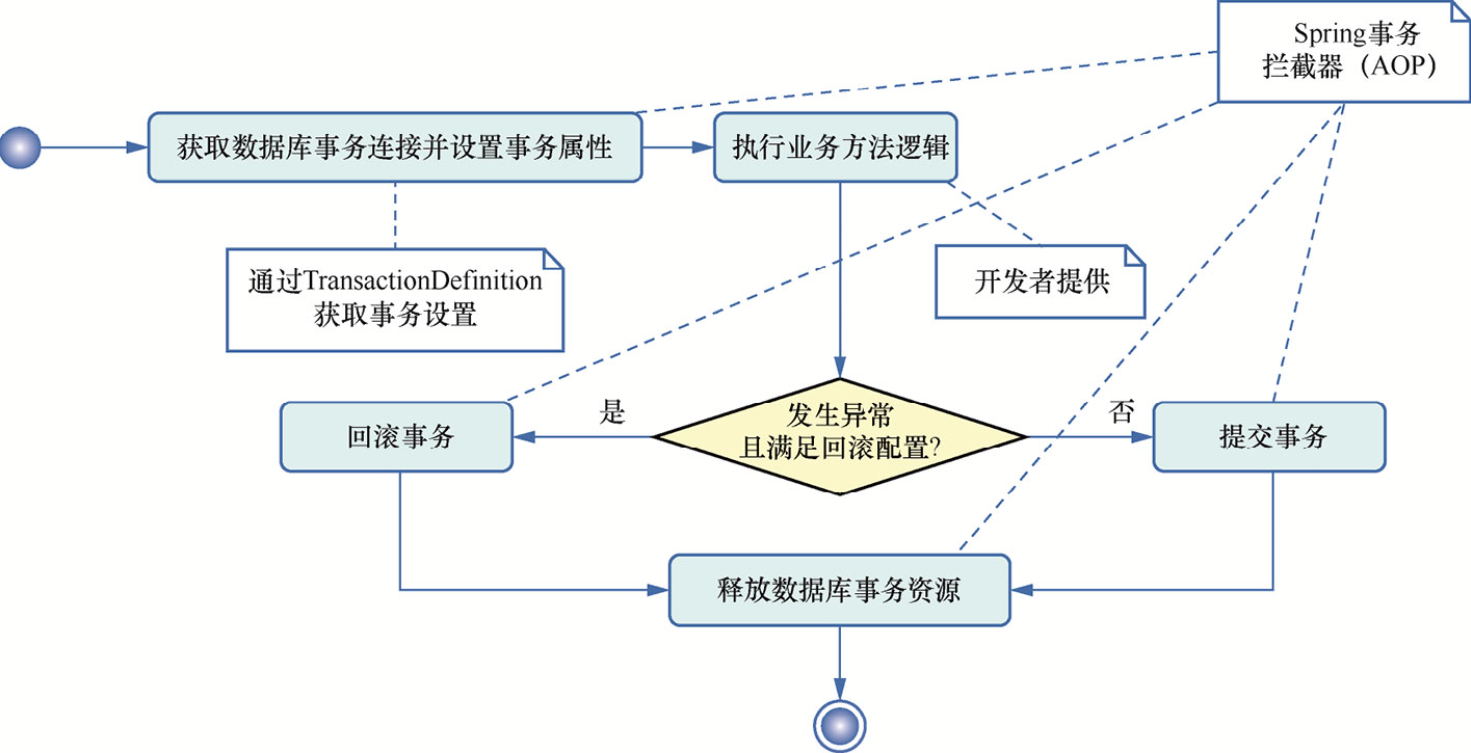 Spring事务
拦截器（AOP）
获取数据库事务连接并设置事务属性
执行业务方法逻辑
通过TransactionDefinition
获取事务设置
开发者提供
回滚事务
是
发生异常
且满足回滚配置?
否
提交事务
释放数据库事务资源